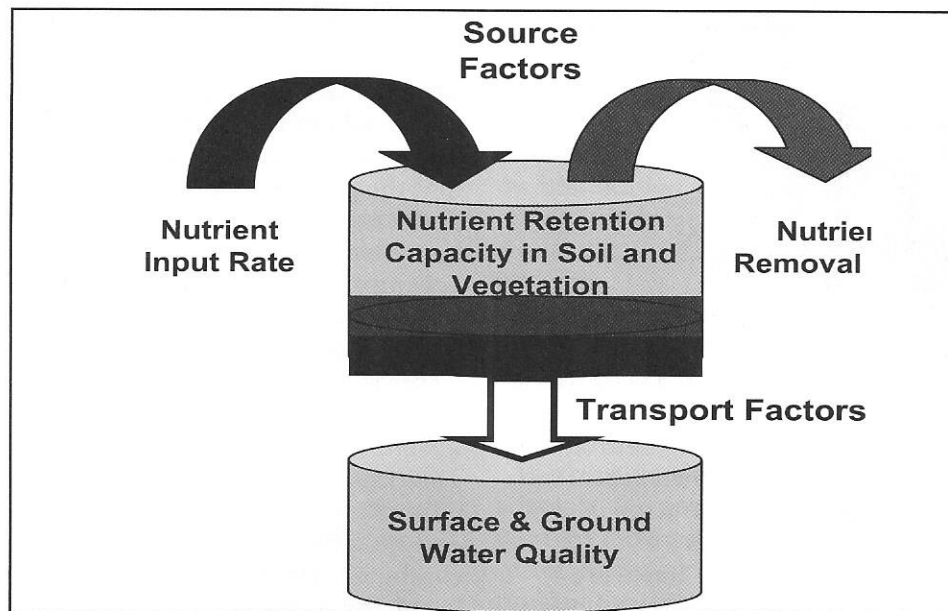 Source
Factors
Nutrient
Input Rate
Nutrient Retention
Capacity in Soil and
Vegetation
Removal
Transport Factors
Surface & Ground
Water Quality